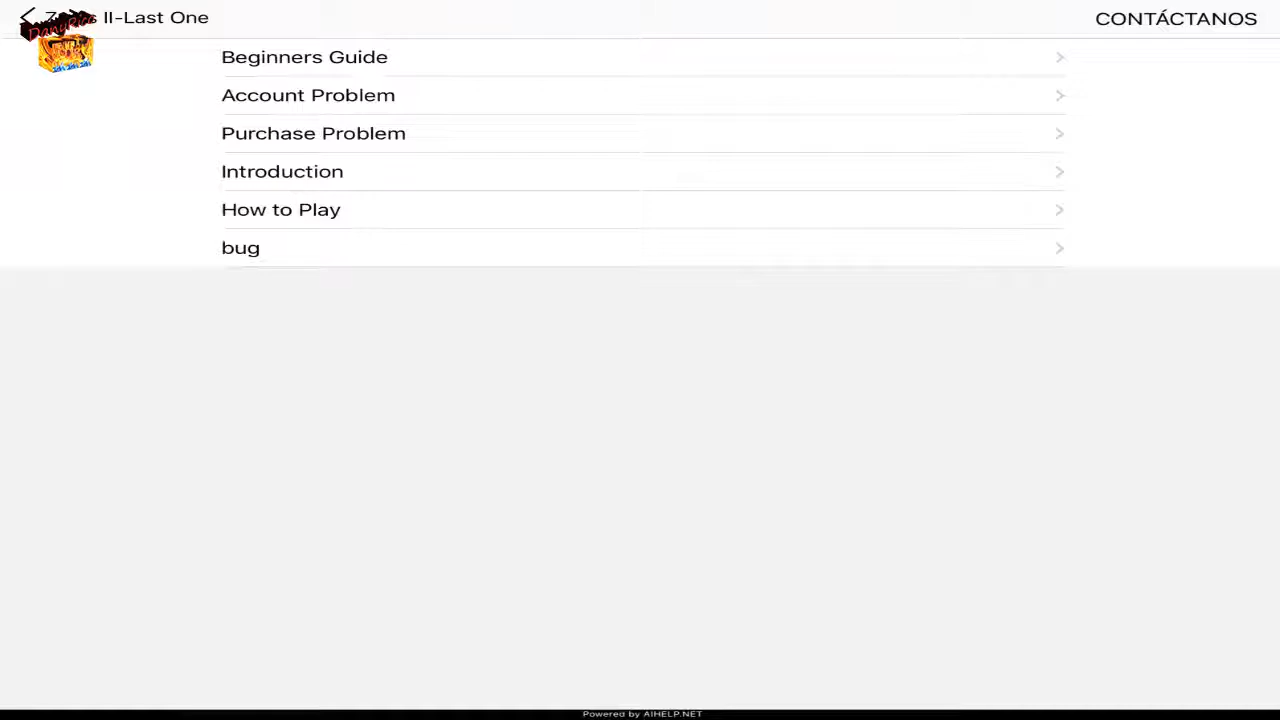 II-Last One
CONTÁCTANOS
DanyRics
Beginners Guide
Account Problem
Purchase Problem
Introduction
How to Play
bug
Powered by AIHELP.NET